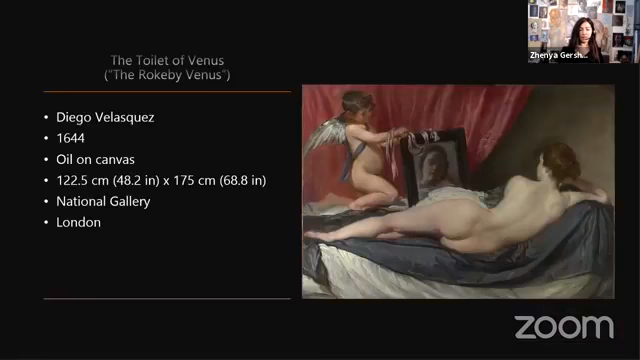 Zhenya Gersh...
The Toilet of Venus
("The Rokeby Venus")
• Diego Velasquez
• 1644
• Oil on canvas
• 122.5 cm (48.2 in) x 175 cm (68.8 in)
• National Gallery
• London
zoom